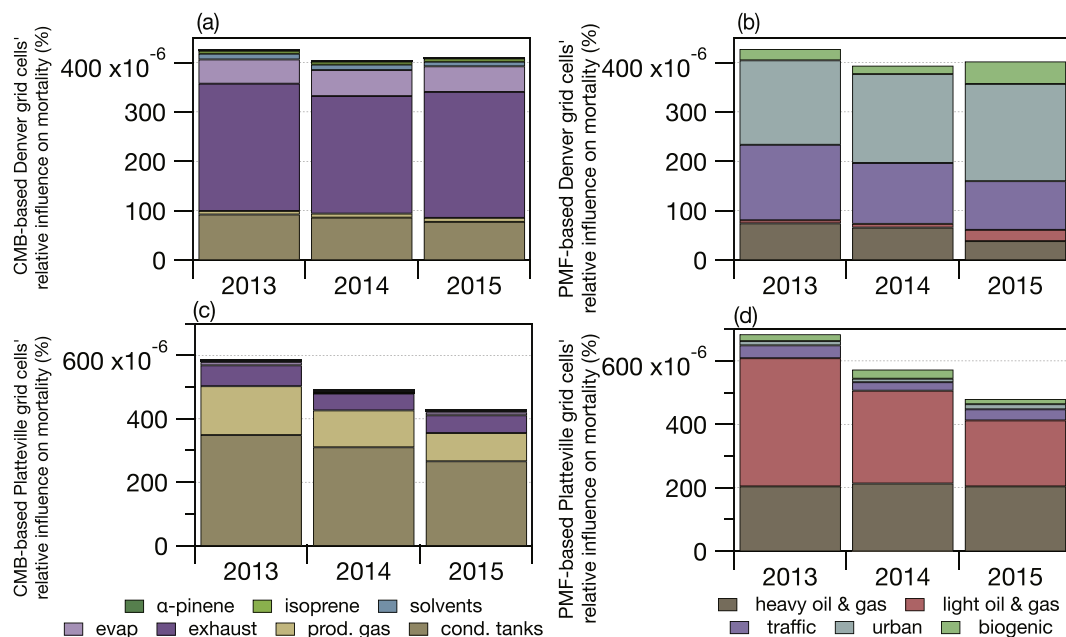 (a)
CMB-based Denver grid cells'
relative influence on mortality (%)
400 x10-6
300
200
100
0
2013
2014
2015
(b)
PMF-based Denver grid cells'
relative influence on mortality (%)
400 x10-6
300
200
100
0
2013
2014
2015
(c)
CMB-based Platteville grid cells'
relative influence on mortality (%)
600 x10-6
400
200
0
2013
2014
2015
α-pinene
isoprene
solvents
evap
exhaust
prod. gas
cond. tanks
(d)
PMF-based Platteville grid cells'
relative influence on mortality (%)
600 x10-6
400
200
0
2013
2014
2015
heavy oil & gas
light oil & gas
traffic
urban
biogenic